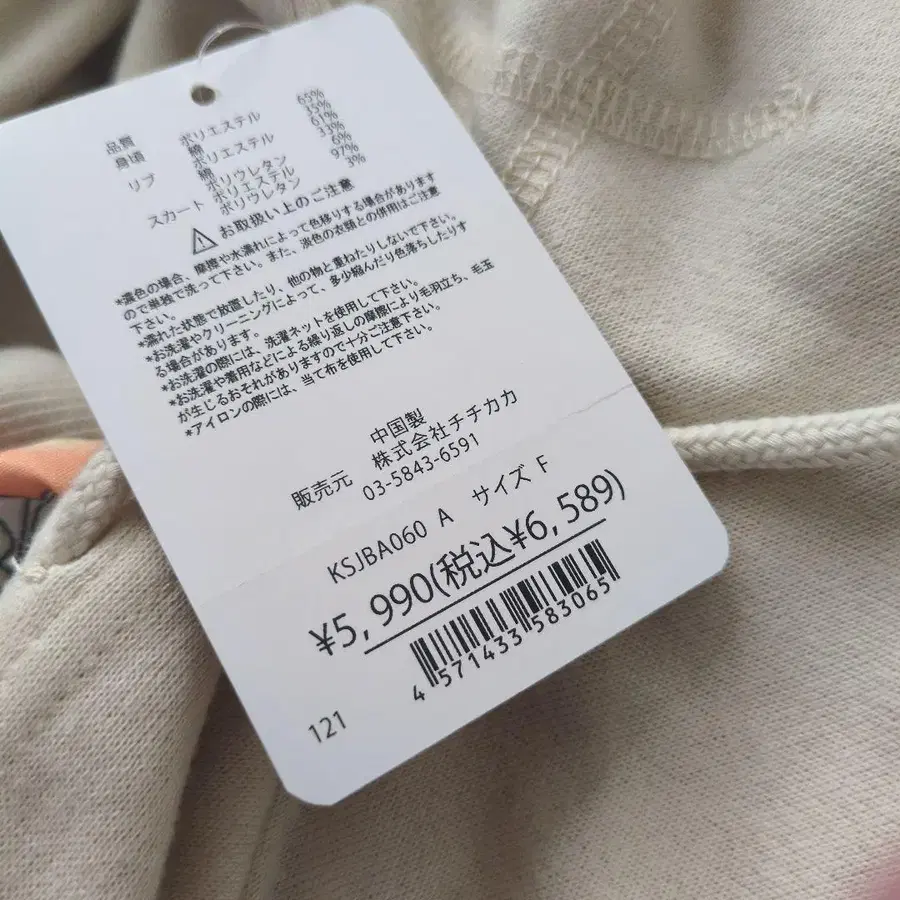 品質
身頃 ポリエステル 65%
綿 35%
リブ ポリエステル 61%
綿 33%
ポリウレタン 6%
スカート ポリエステル 97%
ポリウレタン 3%
⚠お取扱い上のご注意
*濃色の場合、摩擦や水濡れによって色移りする場合があります
ので単独で洗って下さい。また、淡色の衣類との併用はご注意
下さい。
*濡れた状態で放置したり、他の物と重ねたりしないで下さい。
*お洗濯やクリーニングによって、多少縮んだり色落ちしたりす
る場合があります。
*お洗濯の際には、洗濯ネットを使用して下さい。
*お洗濯や着用などによる繰り返しの摩擦により毛羽立ち、毛玉
が生じるおそれがありますので十分ご注意下さい。
*アイロンの際には、当て布を使用して下さい。
中国製
販売元 株式会社チチカカ
03-5843-6591
KSJBA060 A サイズ F
¥5,990(税込¥6,589)
4 571433 583065
121